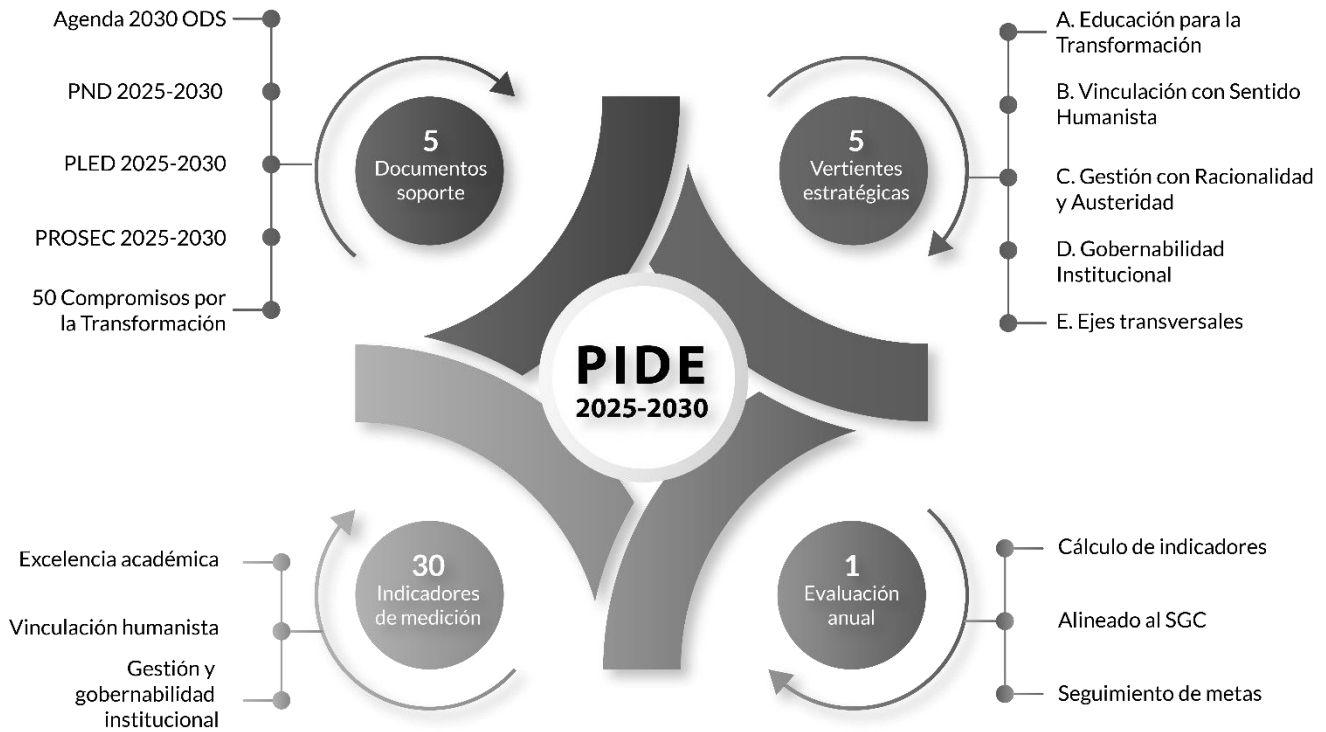 Agenda 2030 ODS
PND 2025-2030
PLED 2025-2030
PROSEC 2025-2030
50 Compromisos por
la Transformación
5
Documentos
soporte
5
Vertientes
estratégicas
A. Educación para la
Transformación
B. Vinculación con Sentido
Humanista
C. Gestión con Racionalidad
y Austeridad
D. Gobernabilidad
Institucional
E. Ejes transversales
PIDE
2025-2030
Excelencia académica
Vinculación humanista
Gestión y
gobernabilidad
institucional
30
Indicadores
de medición
1
Evaluación
anual
Cálculo de indicadores
Alineado al SGC
Seguimiento de metas